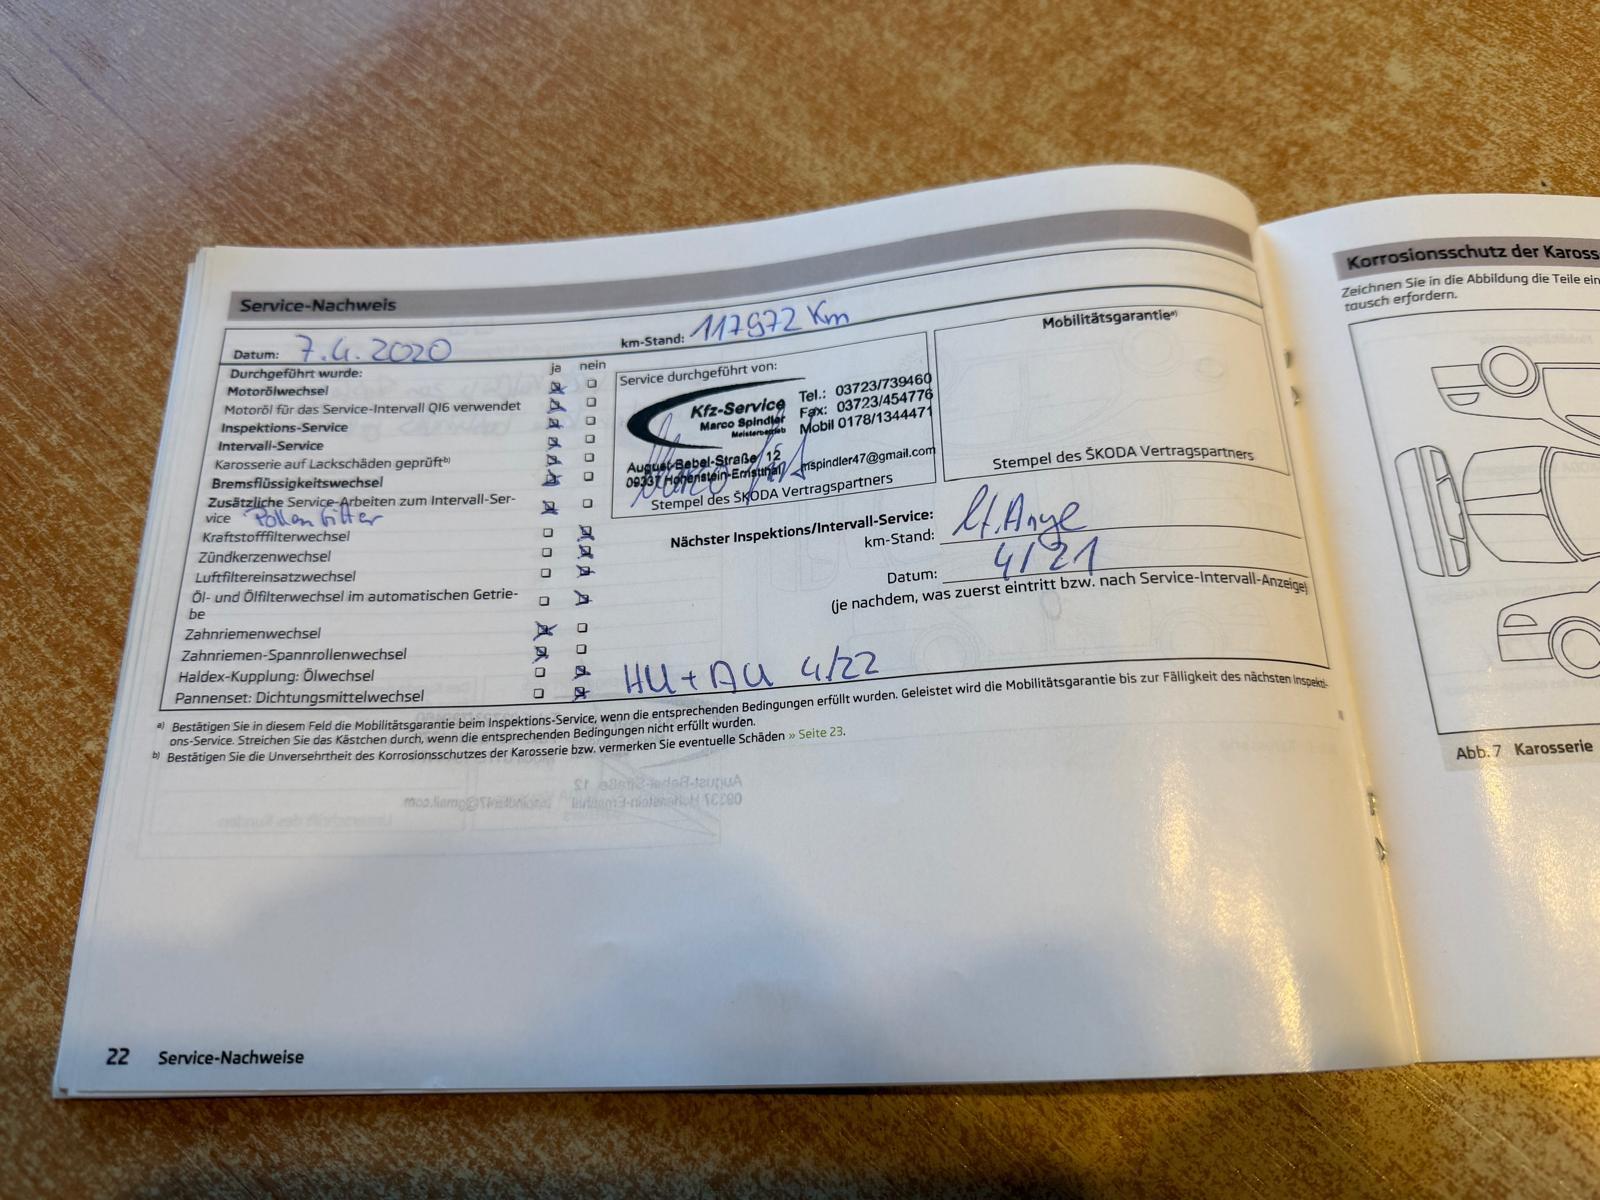 Service-Nachweis
Datum: 7.4.2020
km-Stand: 117972 Km
Durchgeführt wurde: ja nein
Motorölwechsel
Motoröl für das Service-Intervall QI6 verwendet
Inspektions-Service
Intervall-Service
Karosserie auf Lackschäden geprüft b)
Bremsflüssigkeitswechsel
Zusätzliche Service-Arbeiten zum Intervall-Ser-
vice Pollenfilter
Kraftstofffilterwechsel
Zündkerzenwechsel
Luftfiltereinsatzwechsel
Öl- und Ölfilterwechsel im automatischen Getrie-
be
Zahnriemenwechsel
Zahnriemen-Spannrollenwechsel
Haldex-Kupplung: Ölwechsel
Pannenset: Dichtungsmittelwechsel
Service durchgeführt von:
Kfz-Service
Marco Spindler
Meisterbetrieb
Tel.: 03723/739460
Fax: 03723/454776
Mobil 0178/1344471
August-Bebel-Straße 12
09337 Hohenstein-Ernstthal mspindler47@gmail.com
Stempel des ŠKODA Vertragspartners
Mobilitätsgarantie a)
Stempel des ŠKODA Vertragspartners
Nächster Inspektions/Intervall-Service:
km-Stand: lt. Anze
Datum: 4/21
(je nachdem, was zuerst eintritt bzw. nach Service-Intervall-Anzeige)
HU + AU 4/22
a) Bestätigen Sie in diesem Feld die Mobilitätsgarantie beim Inspektions-Service, wenn die entsprechenden Bedingungen erfüllt wurden. Geleistet wird die Mobilitätsgarantie bis zur Fälligkeit des nächsten Inspekti-
ons-Service. Streichen Sie das Kästchen durch, wenn die entsprechenden Bedingungen nicht erfüllt wurden.
b) Bestätigen Sie die Unversehrtheit des Korrosionsschutzes der Karosserie bzw. vermerken Sie eventuelle Schäden » Seite 23.
22 Service-Nachweise
Korrosionsschutz der Kaross
Zeichnen Sie in die Abbildung die Teile ein
tausch erfordern.
Abb. 7 Karosserie